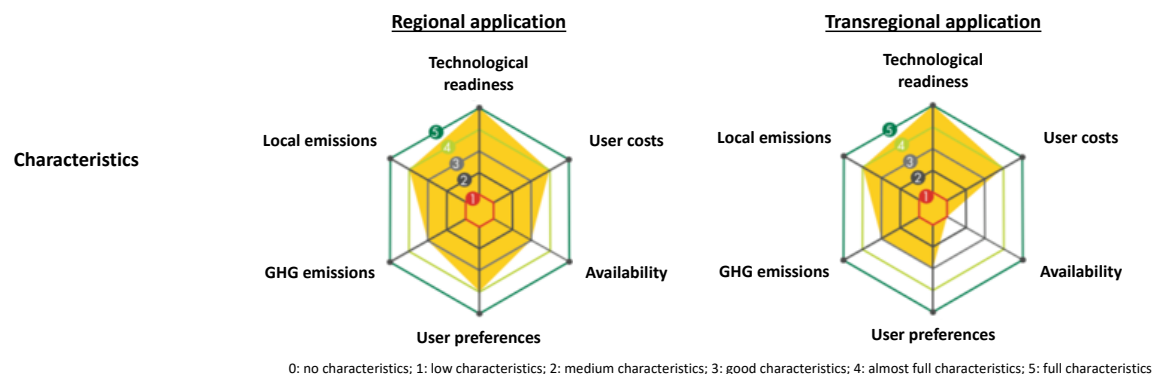 Regional application
Transregional application
Technological
readiness
Technological
readiness
Local emissions
User costs
Local emissions
User costs
5
4
3
2
1
5
4
3
2
1
Characteristics
GHG emissions
Availability
GHG emissions
Availability
User preferences
User preferences
0: no characteristics; 1: low characteristics; 2: medium characteristics; 3: good characteristics; 4: almost full characteristics; 5: full characteristics